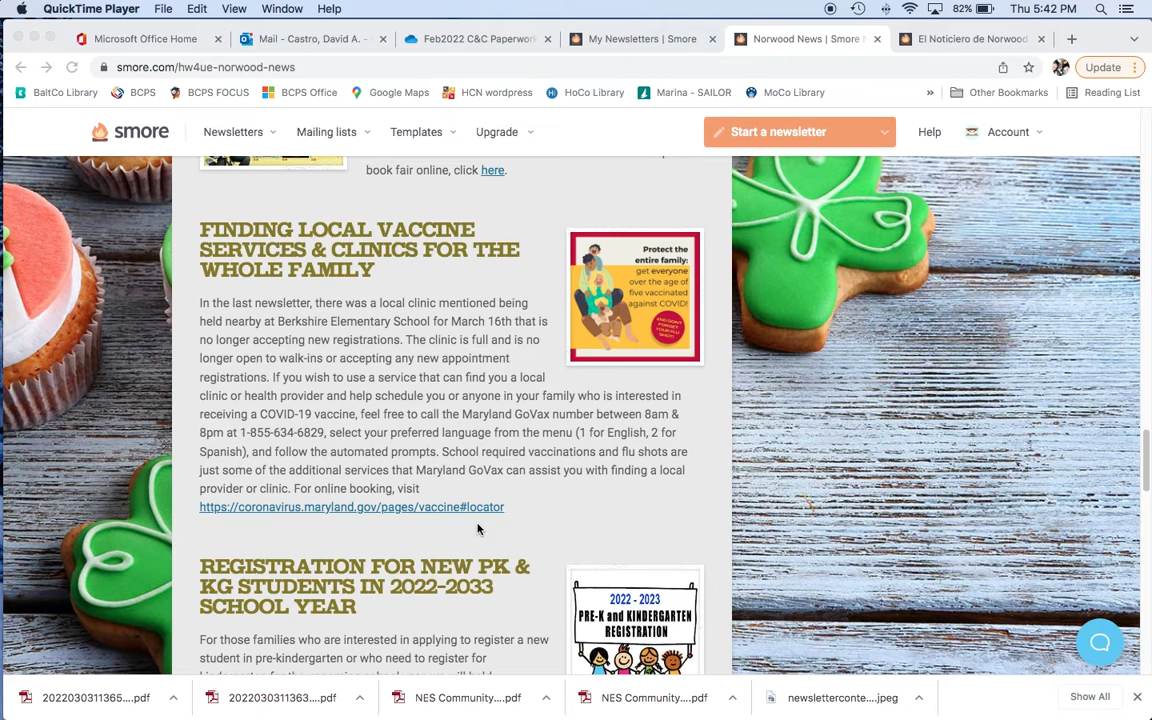 QuickTime Player File Edit View Window Help 82% Thu 5:42 PM
Microsoft Office Home Mail - Castro, David A. - Feb2022 C&C Paperwork My Newsletters | Smore Norwood News | Smore El Noticiero de Norwood
smore.com/hw4ue-norwood-news Update
BaltCo Library BCPS BCPS FOCUS BCPS Office Google Maps HCN wordpress HoCo Library Marina - SAILOR MoCo Library » Other Bookmarks Reading List
smore Newsletters Mailing lists Templates Upgrade Start a newsletter Help Account
book fair online, click here.
FINDING LOCAL VACCINE
SERVICES & CLINICS FOR THE
WHOLE FAMILY
Protect the
entire family:
get everyone
over the age of
five vaccinated
against COVID!
AND DON'T
FORGET
YOUR FLU
SHOT!
In the last newsletter, there was a local clinic mentioned being
held nearby at Berkshire Elementary School for March 16th that is
no longer accepting new registrations. The clinic is full and is no
longer open to walk-ins or accepting any new appointment
registrations. If you wish to use a service that can find you a local
clinic or health provider and help schedule you or anyone in your family who is interested in
receiving a COVID-19 vaccine, feel free to call the Maryland GoVax number between 8am &
8pm at 1-855-634-6829, select your preferred language from the menu (1 for English, 2 for
Spanish), and follow the automated prompts. School required vaccinations and flu shots are
just some of the additional services that Maryland GoVax can assist you with finding a local
provider or clinic. For online booking, visit
https://coronavirus.maryland.gov/pages/vaccine#locator
REGISTRATION FOR NEW PK &
KG STUDENTS IN 2022-2033
SCHOOL YEAR
2022 - 2023
PRE-K and KINDERGARTEN
REGISTRATION
For those families who are interested in applying to register a new
student in pre-kindergarten or who need to register for
2022030311365....pdf 2022030311363....pdf NES Community....pdf NES Community....pdf newsletterconte....jpeg Show All